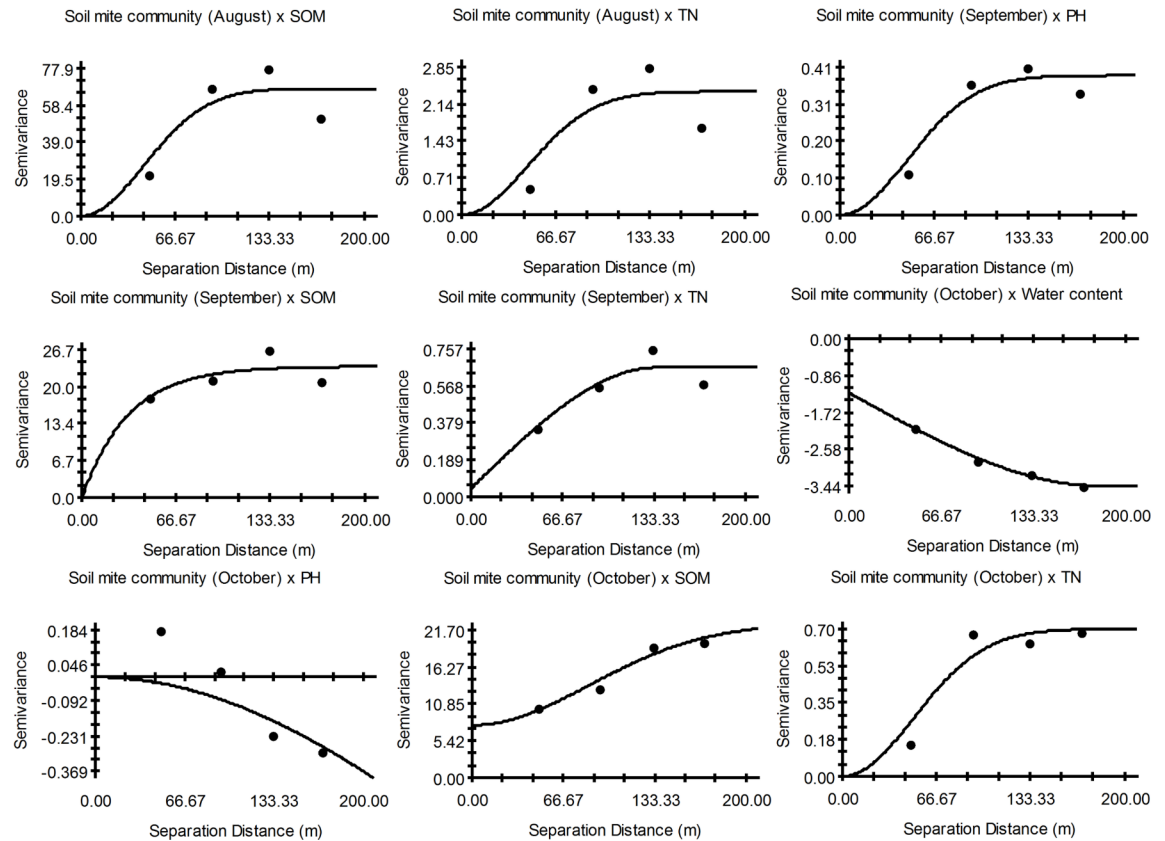 Soil mite community (August) x SOM
Semivariance
77.9
58.4
39.0
19.5
0.0
0.00 66.67 133.33 200.00
Separation Distance (m)
Soil mite community (August) x TN
Semivariance
2.85
2.14
1.43
0.71
0.00
0.00 66.67 133.33 200.00
Separation Distance (m)
Soil mite community (September) x PH
Semivariance
0.41
0.31
0.20
0.10
0.00
0.00 66.67 133.33 200.00
Separation Distance (m)
Soil mite community (September) x SOM
Semivariance
26.7
20.0
13.4
6.7
0.0
0.00 66.67 133.33 200.00
Separation Distance (m)
Soil mite community (September) x TN
Semivariance
0.757
0.568
0.379
0.189
0.000
0.00 66.67 133.33 200.00
Separation Distance (m)
Soil mite community (October) x Water content
Semivariance
0.00
-0.86
-1.72
-2.58
-3.44
0.00 66.67 133.33 200.00
Separation Distance (m)
Soil mite community (October) x PH
Semivariance
0.184
0.046
-0.092
-0.231
-0.369
0.00 66.67 133.33 200.00
Separation Distance (m)
Soil mite community (October) x SOM
Semivariance
21.70
16.27
10.85
5.42
0.00
0.00 66.67 133.33 200.00
Separation Distance (m)
Soil mite community (October) x TN
Semivariance
0.70
0.53
0.35
0.18
0.00
0.00 66.67 133.33 200.00
Separation Distance (m)